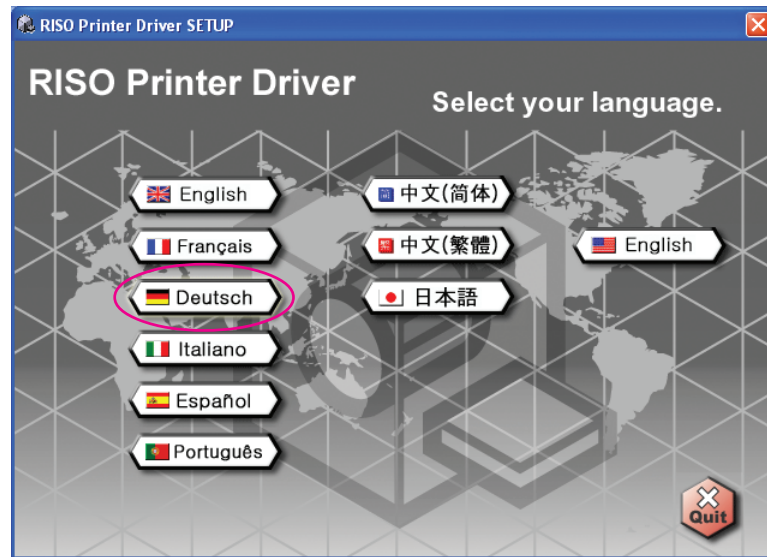 RISO Printer Driver SETUP
RISO Printer Driver
Select your language.
English
Français
Deutsch
Italiano
Español
Português
中文(简体)
中文(繁體)
日本語
English
Quit